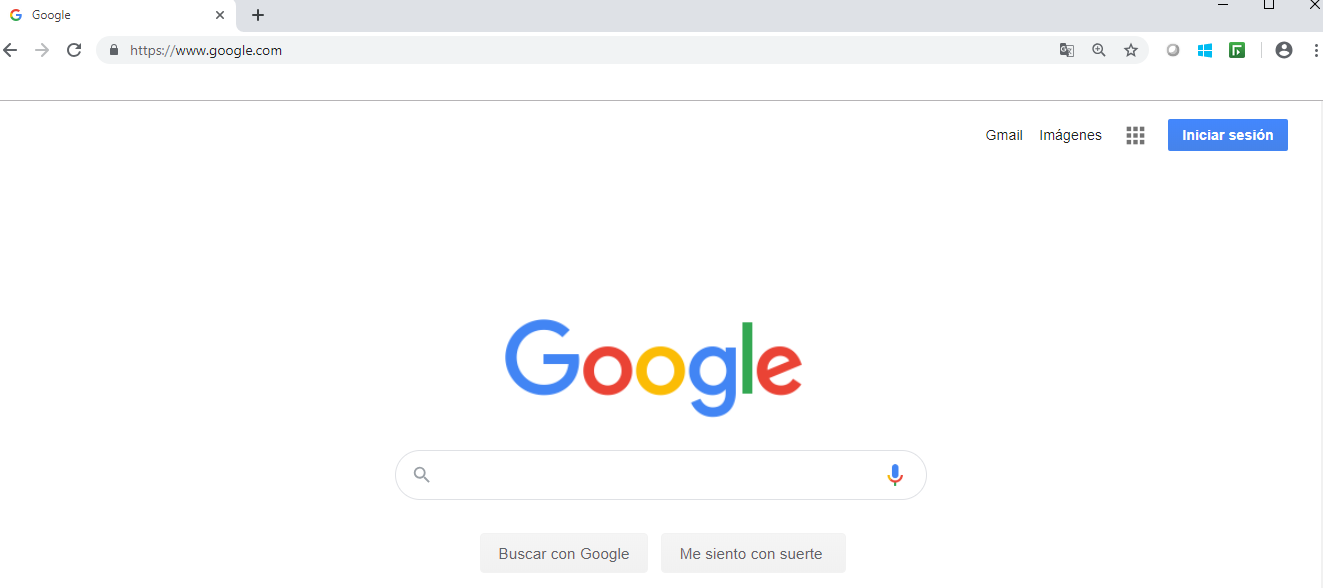 Google
https://www.google.com
Gmail Imágenes Iniciar sesión
Google
Buscar con Google Me siento con suerte